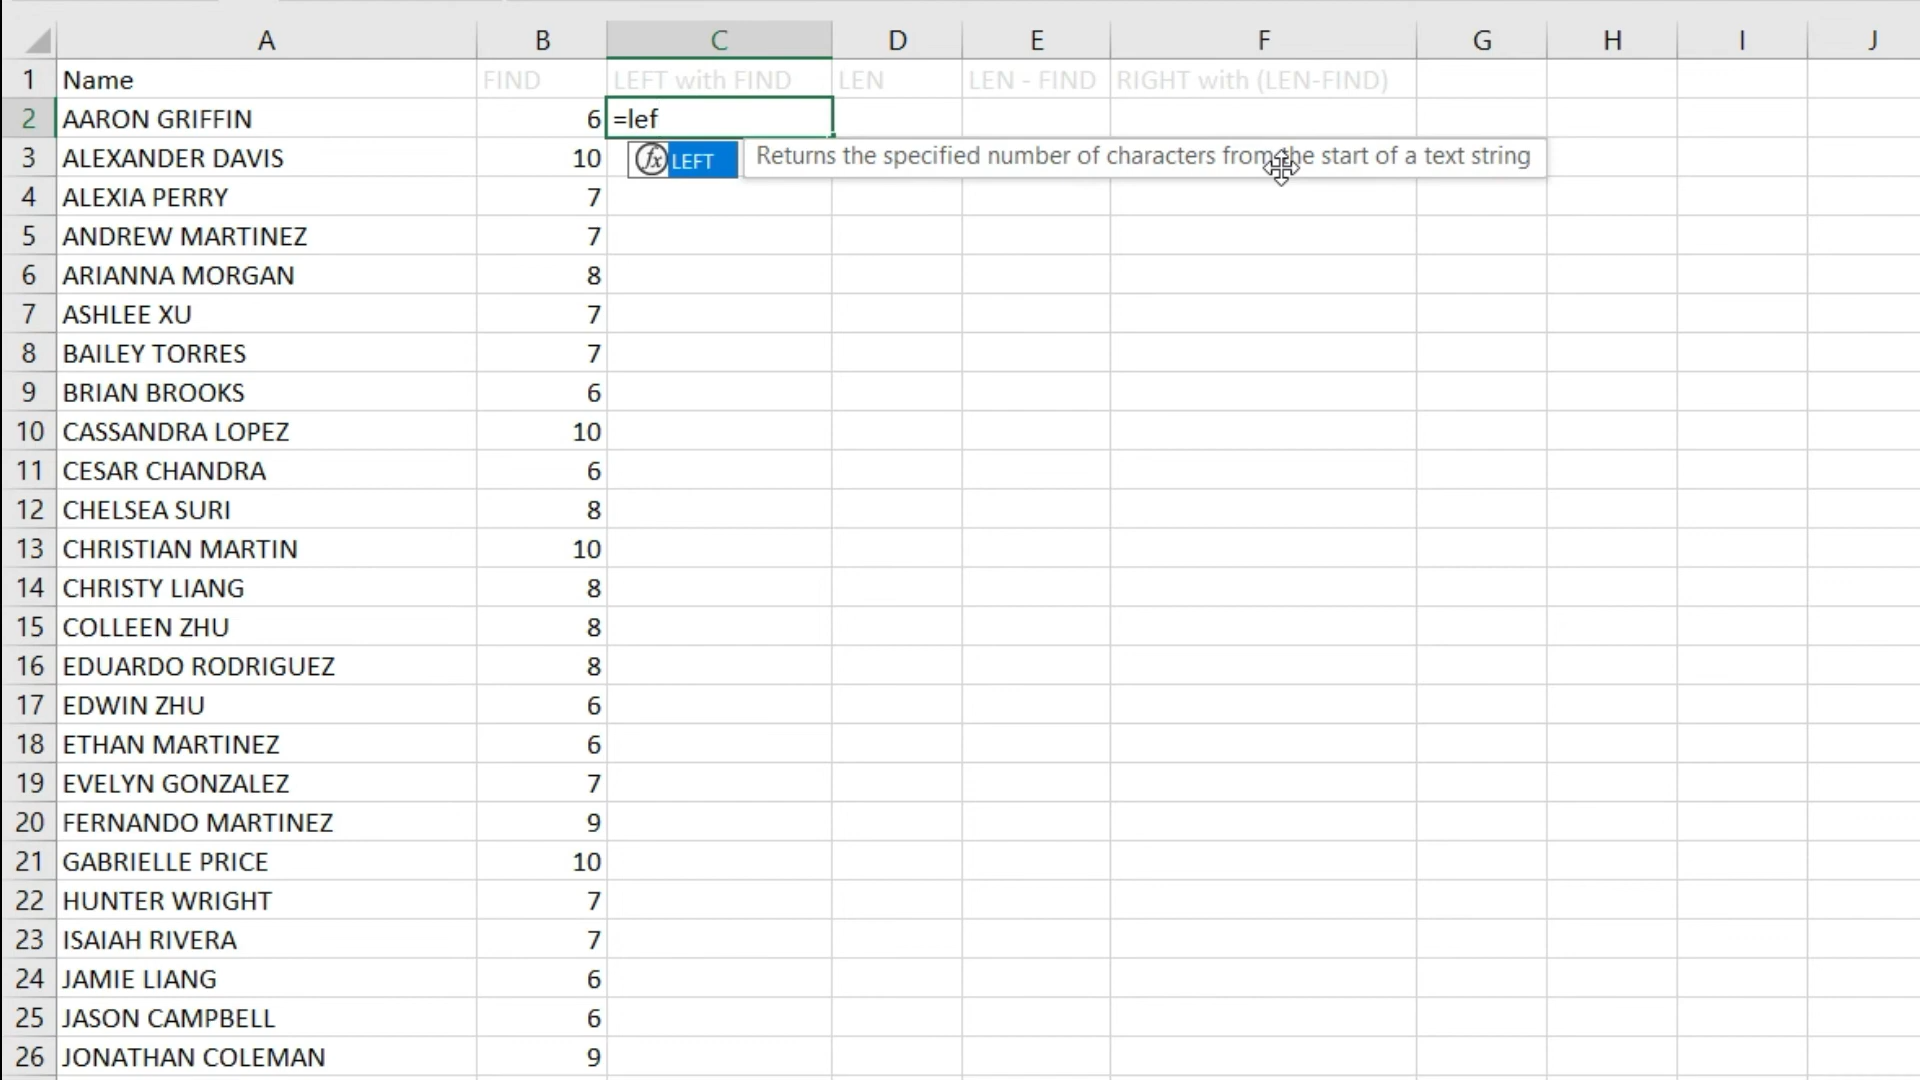 A B C D E F G H I J
1 Name FIND LEFT with FIND LEN LEN - FIND RIGHT with (LEN-FIND)
2 AARON GRIFFIN 6 =lef
3 ALEXANDER DAVIS 10 fx LEFT Returns the specified number of characters from the start of a text string
4 ALEXIA PERRY 7
5 ANDREW MARTINEZ 7
6 ARIANNA MORGAN 8
7 ASHLEE XU 7
8 BAILEY TORRES 7
9 BRIAN BROOKS 6
10 CASSANDRA LOPEZ 10
11 CESAR CHANDRA 6
12 CHELSEA SURI 8
13 CHRISTIAN MARTIN 10
14 CHRISTY LIANG 8
15 COLLEEN ZHU 8
16 EDUARDO RODRIGUEZ 8
17 EDWIN ZHU 6
18 ETHAN MARTINEZ 6
19 EVELYN GONZALEZ 7
20 FERNANDO MARTINEZ 9
21 GABRIELLE PRICE 10
22 HUNTER WRIGHT 7
23 ISAIAH RIVERA 7
24 JAMIE LIANG 6
25 JASON CAMPBELL 6
26 JONATHAN COLEMAN 9